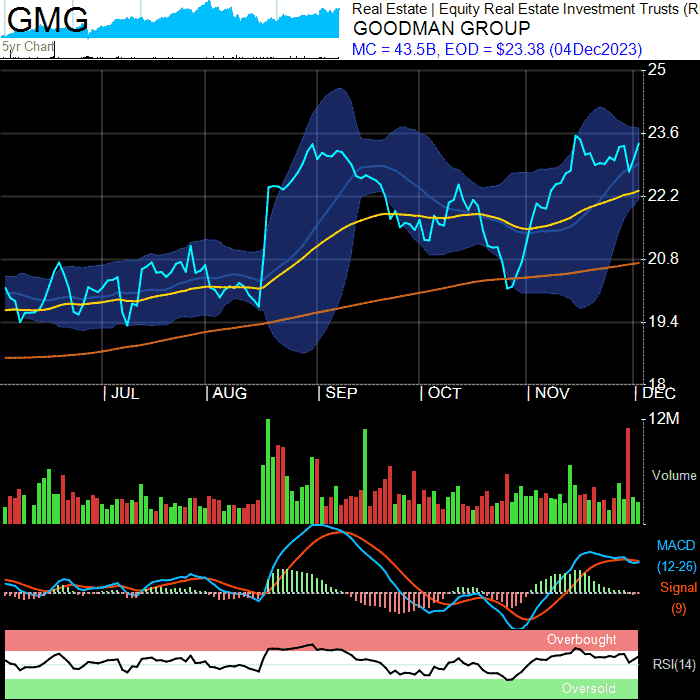 GMG
5yr Chart
Real Estate | Equity Real Estate Investment Trusts (R
GOODMAN GROUP
MC = 43.5B, EOD = $23.38 (04Dec2023)
25
23.6
22.2
20.8
19.4
18
| JUL | AUG | SEP | OCT | NOV | DEC
12M
Volume
MACD
(12-26)
Signal
(9)
Overbought
RSI(14)
Oversold